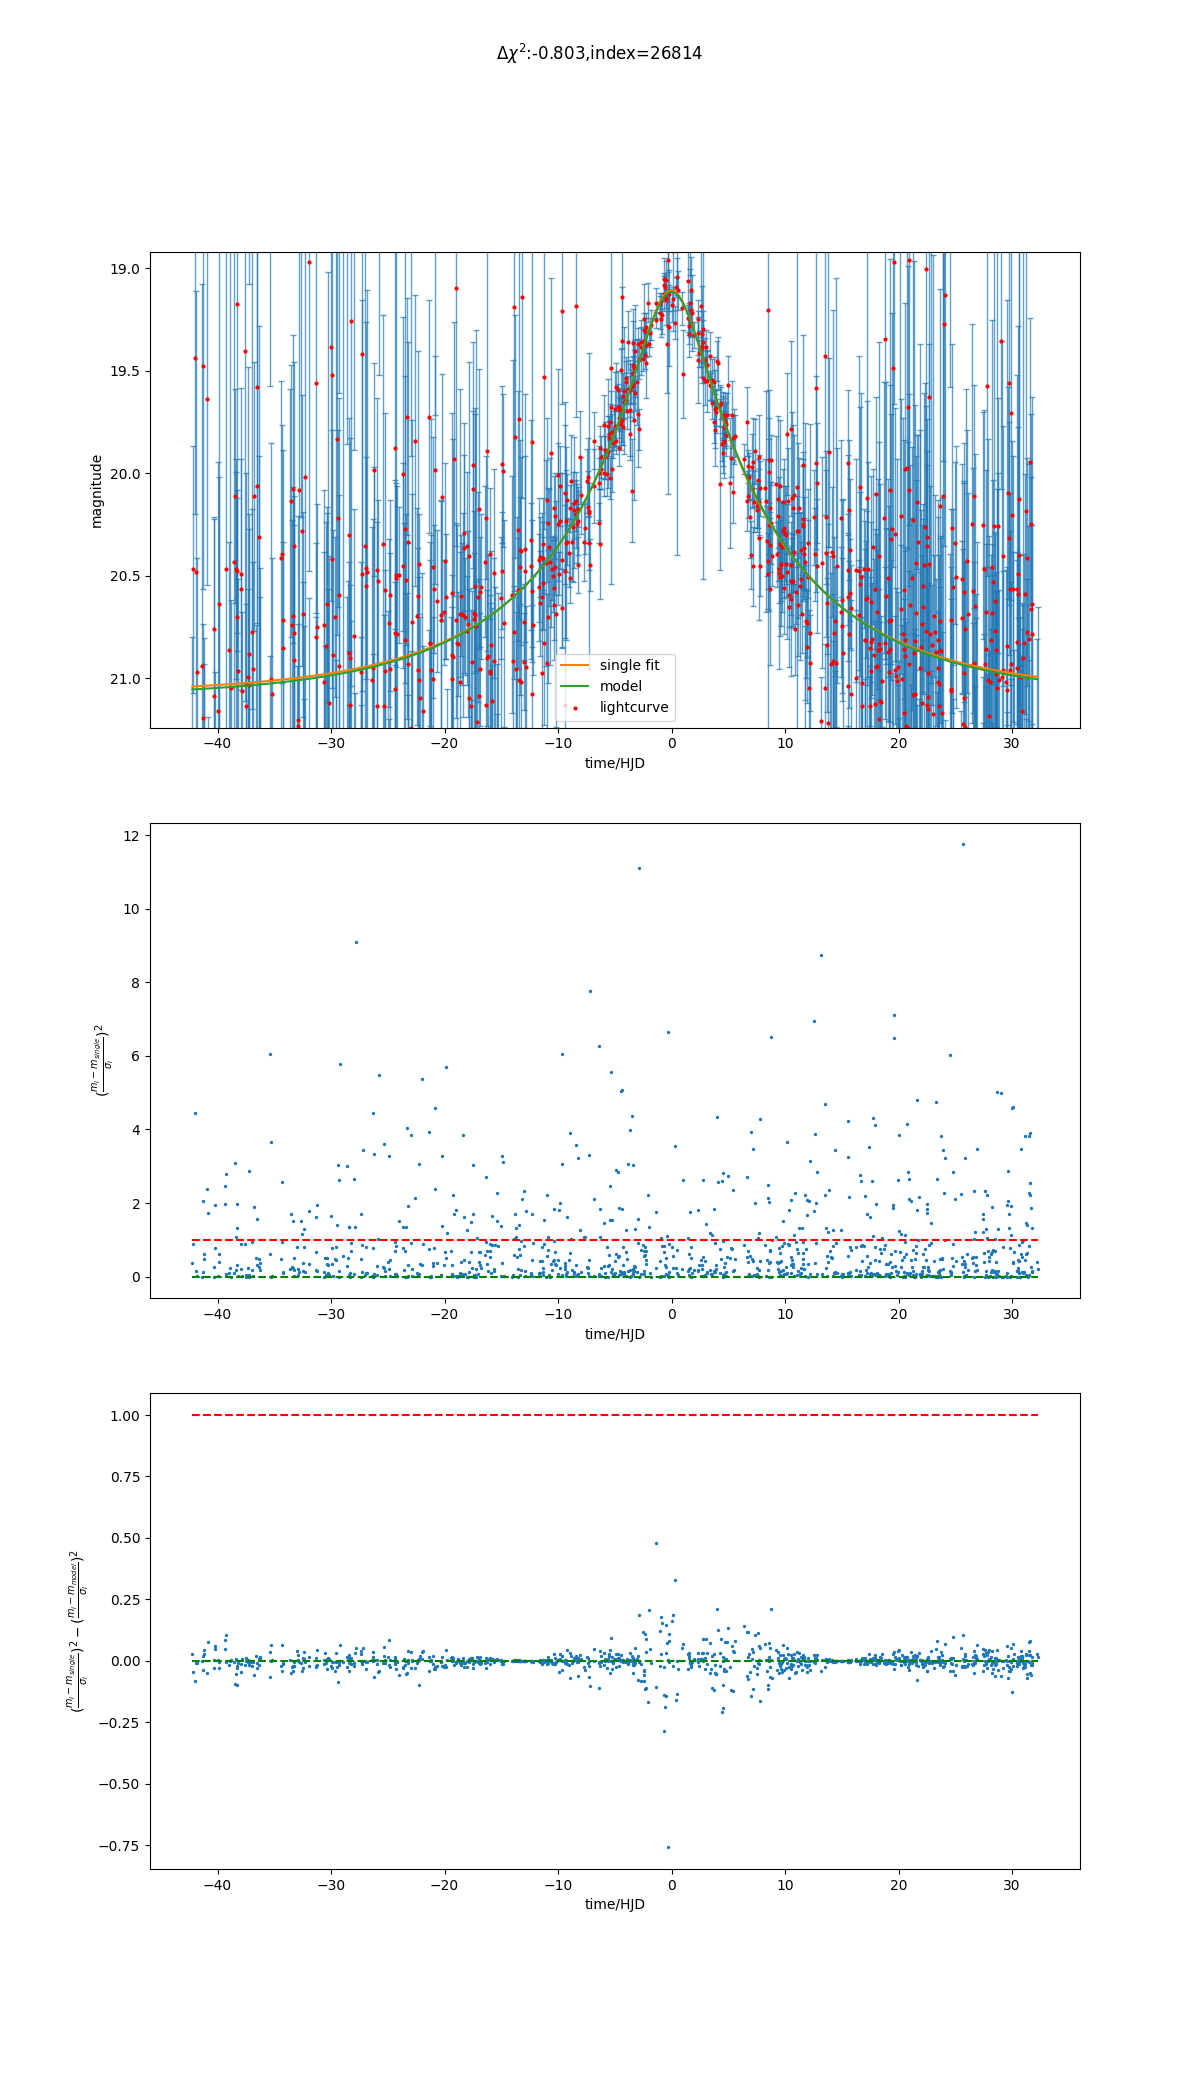 Δχ²:-0.803,index=26814
19.0
19.5
20.0
20.5
21.0
magnitude
single fit
model
lightcurve
−40 −30 −20 −10 0 10 20 30
time/HJD
12
10
8
6
4
2
0
(\frac{m_i − m_{single}}{σ_i})²
−40 −30 −20 −10 0 10 20 30
time/HJD
1.00
0.75
0.50
0.25
0.00
−0.25
−0.50
−0.75
(\frac{m_i − m_{single}}{σ_i})² − (\frac{m_i − m_{model}}{σ_i})²
−40 −30 −20 −10 0 10 20 30
time/HJD